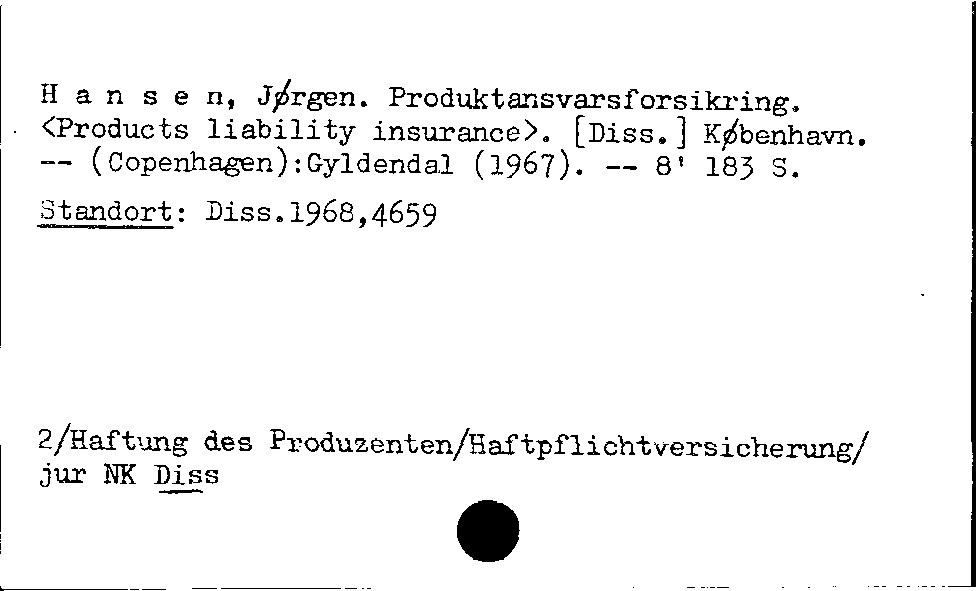 H a n s e n, Jørgen. Produktansvarsforsikring.
<Products liability insurance>. [Diss.] København.
-- (Copenhagen):Gyldendal (1967). -- 8' 183 S.
Standort: Diss.1968,4659
2/Haftung des Produzenten/Haftpflichtversicherung/
jur NK Diss